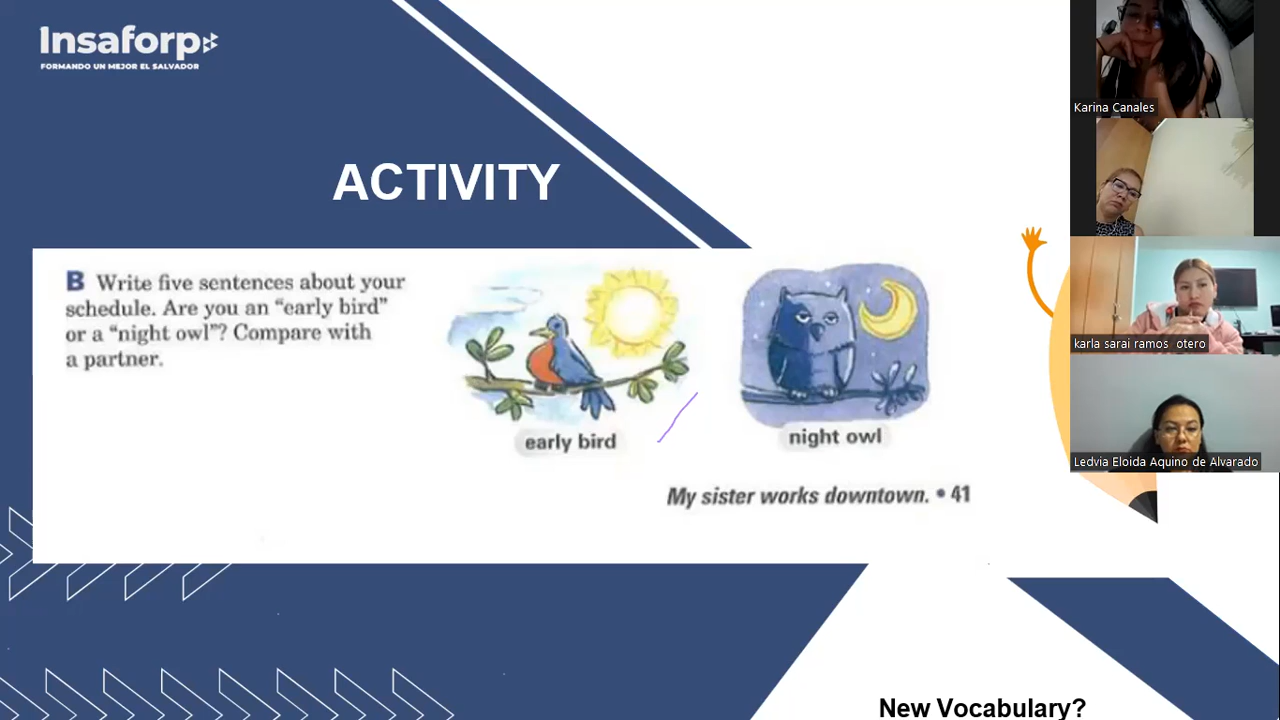 Insaforp
FORMANDO UN MEJOR EL SALVADOR
ACTIVITY
B Write five sentences about your
schedule. Are you an “early bird”
or a “night owl”? Compare with
a partner.
early bird
night owl
My sister works downtown. • 41
New Vocabulary?
Karina Canales
karla sarai ramos otero
Ledvia Eloida Aquino de Alvarado